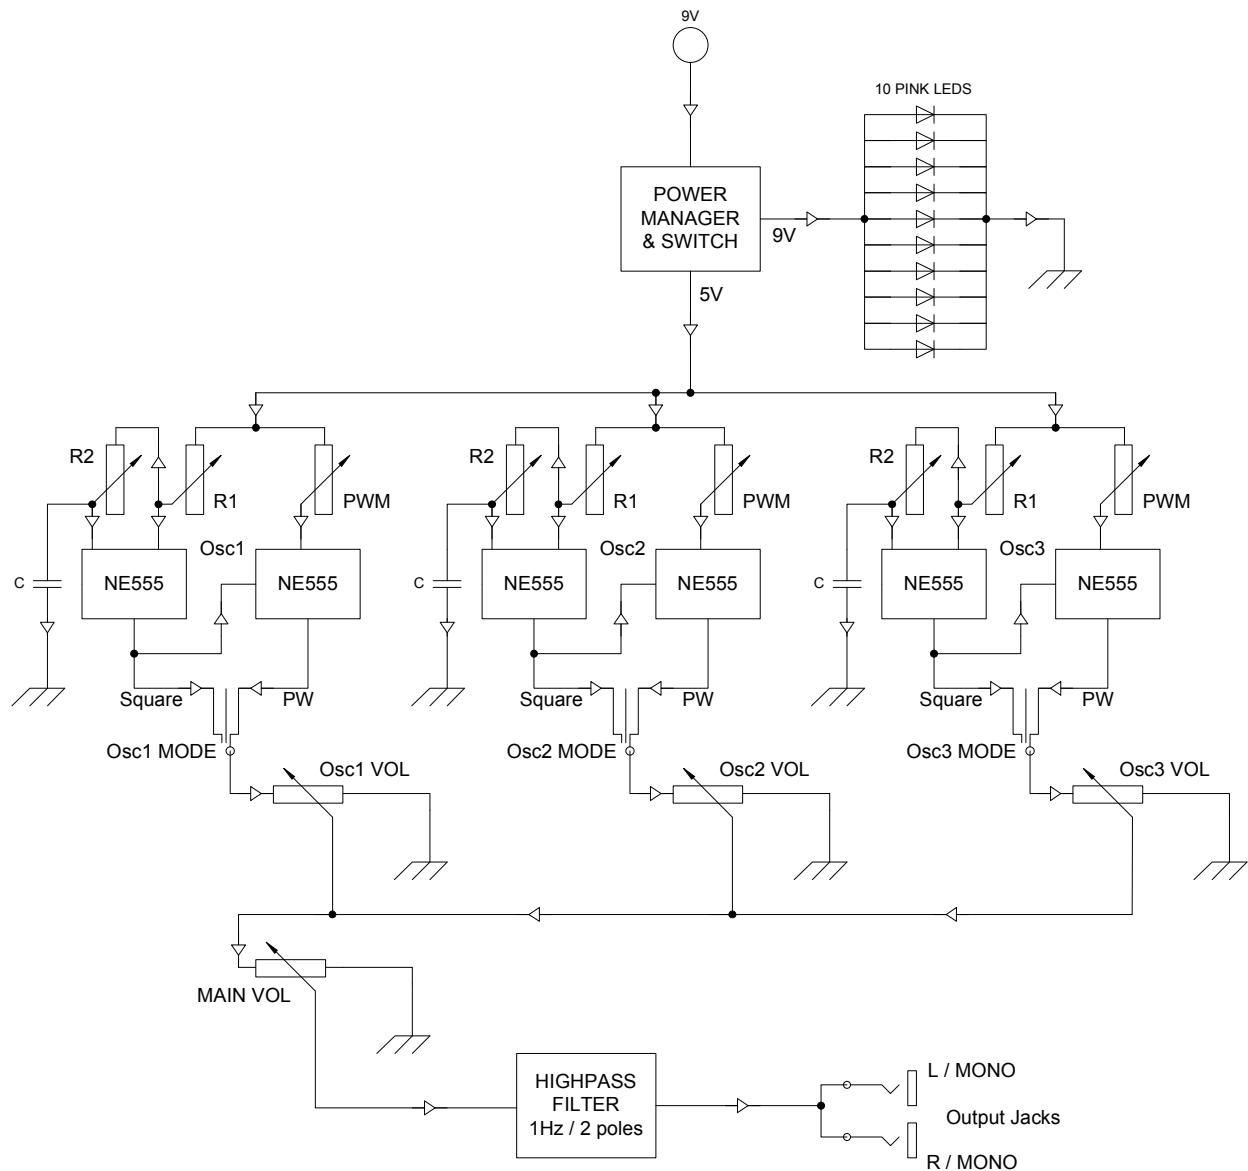 9V
10 PINK LEDS
POWER
MANAGER
& SWITCH
9V
5V
R2
R1
PWM
R2
R1
PWM
R2
R1
PWM
Osc1
Osc2
Osc3
C
NE555
NE555
C
NE555
NE555
C
NE555
NE555
Square
PW
Square
PW
Square
PW
Osc1 MODE
Osc2 MODE
Osc3 MODE
Osc1 VOL
Osc2 VOL
Osc3 VOL
MAIN VOL
HIGHPASS
FILTER
1Hz / 2 poles
L / MONO
Output Jacks
R / MONO